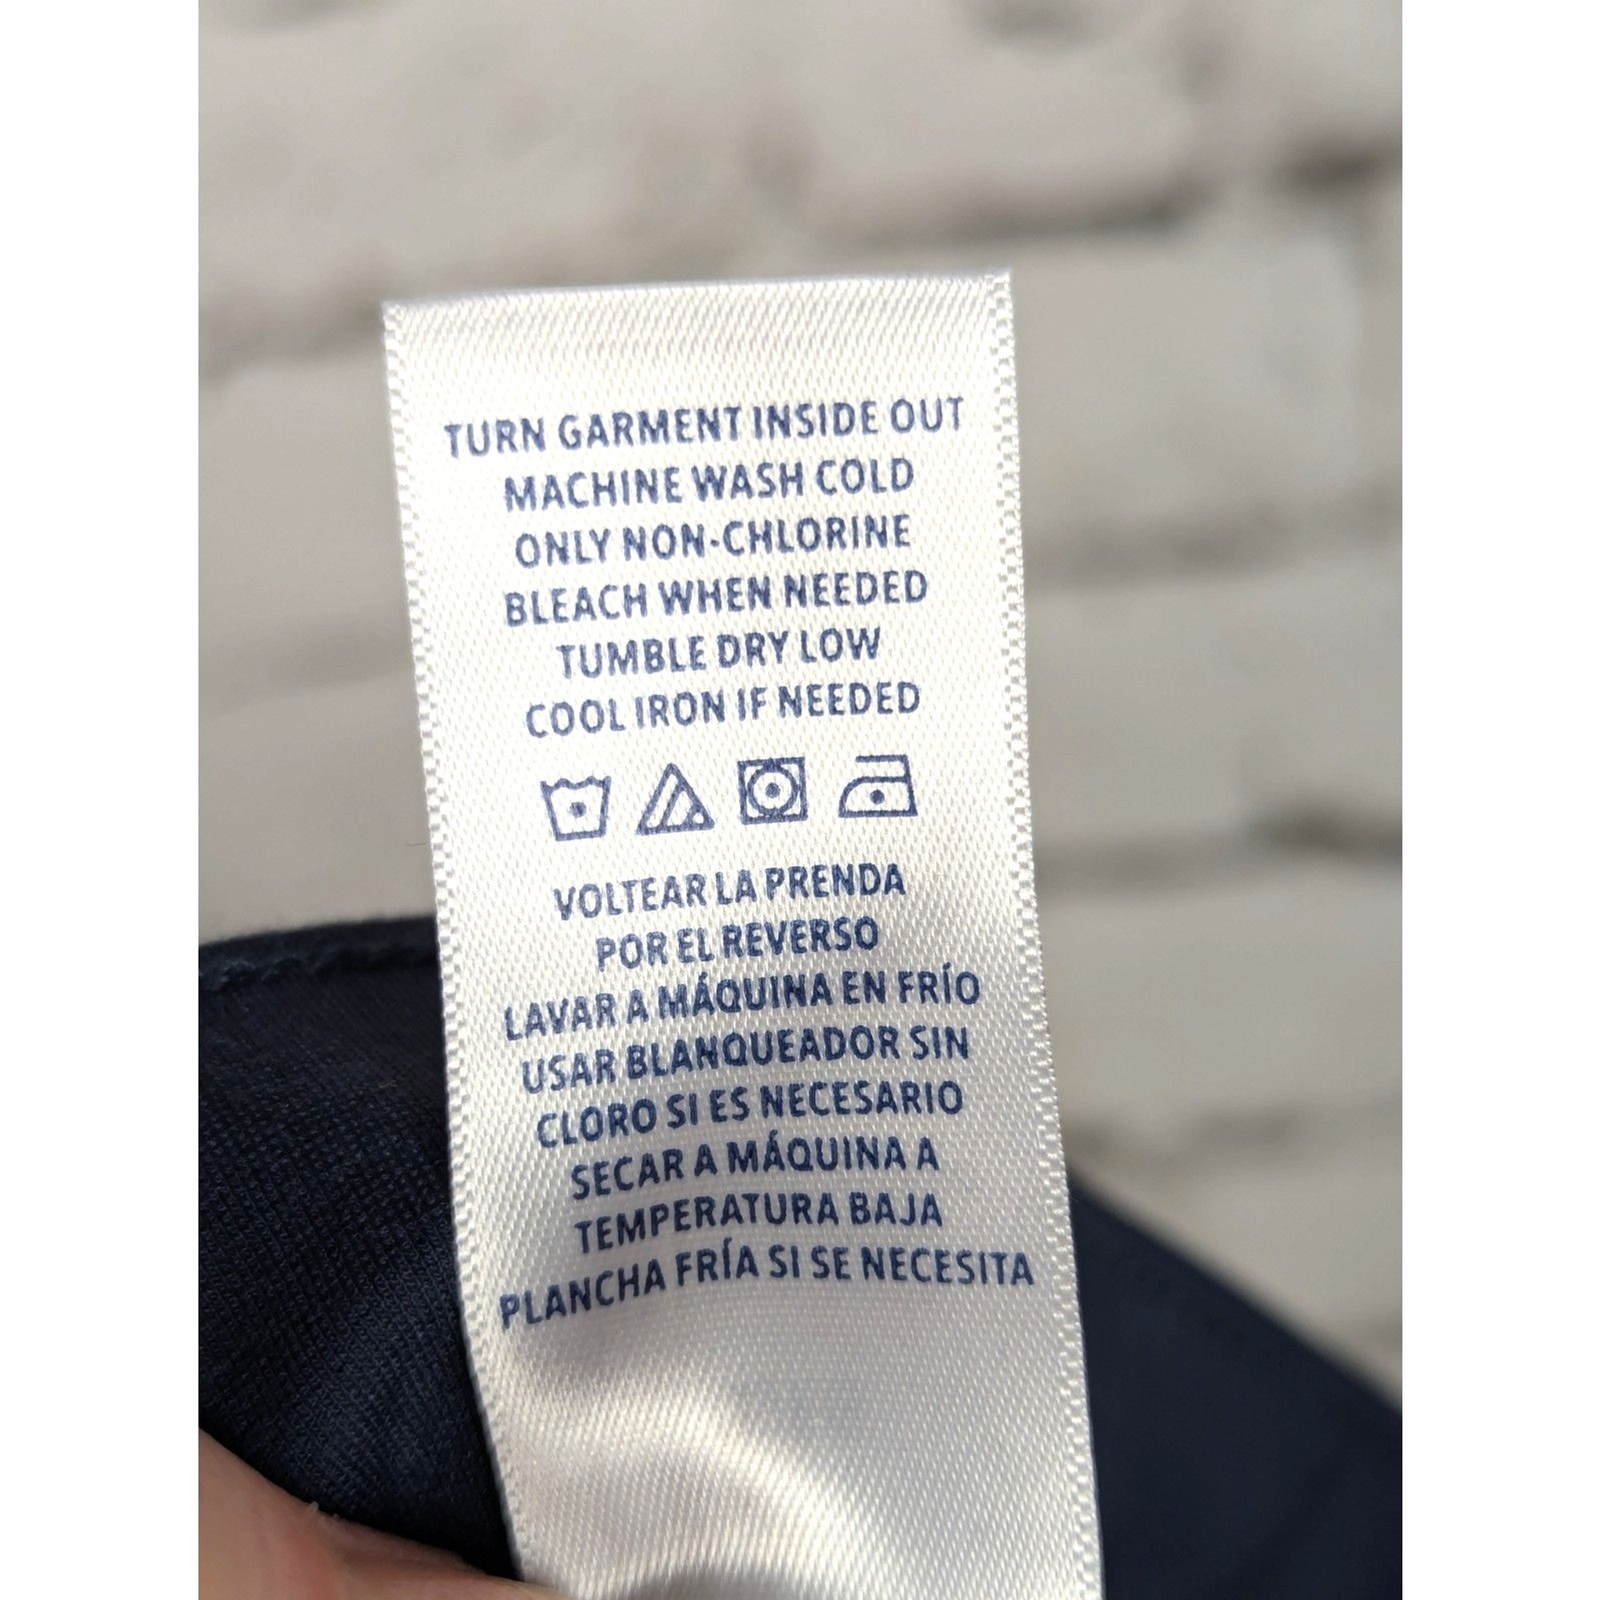 TURN GARMENT INSIDE OUT
MACHINE WASH COLD
ONLY NON-CHLORINE
BLEACH WHEN NEEDED
TUMBLE DRY LOW
COOL IRON IF NEEDED
VOLTEAR LA PRENDA
POR EL REVERSO
LAVAR A MÁQUINA EN FRÍO
USAR BLANQUEADOR SIN
CLORO SI ES NECESARIO
SECAR A MÁQUINA A
TEMPERATURA BAJA
PLANCHA FRÍA SI SE NECESITA